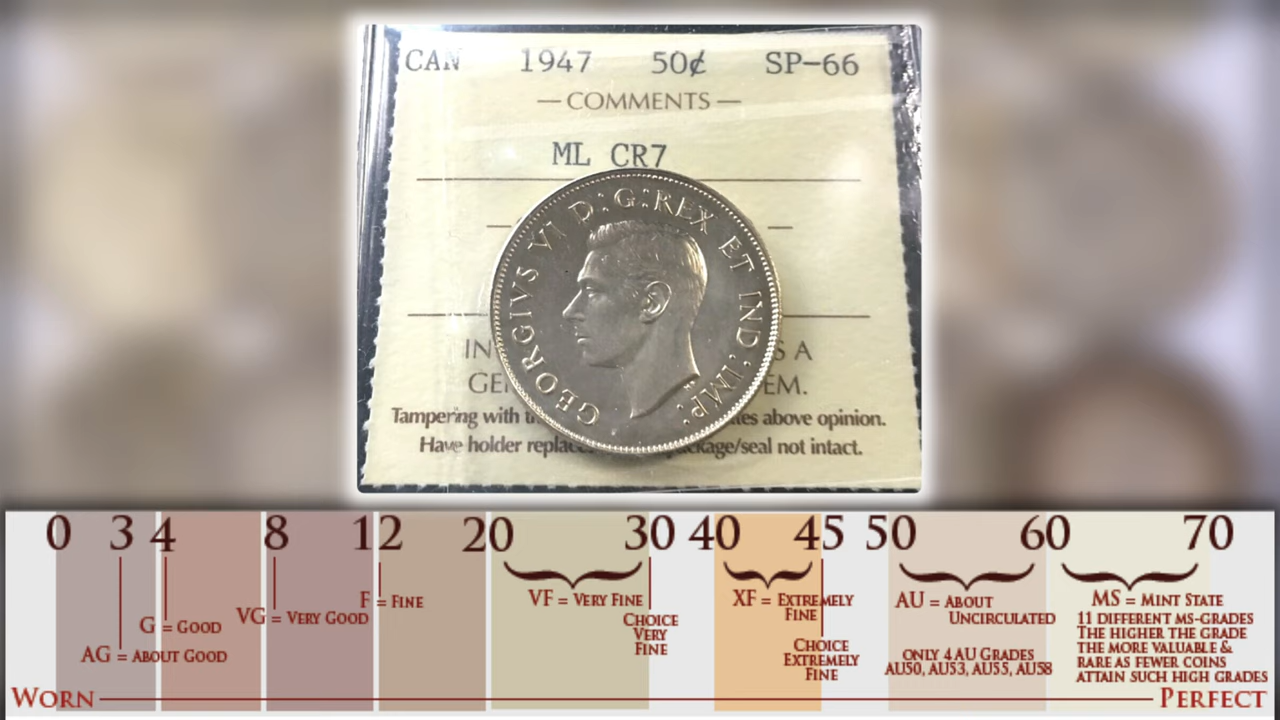 CAN 1947 50¢ SP-66
— COMMENTS —
ML CR7
GEORGIVS VI D:G:REX ET IND:IMP:
IN S A
GE EM.
Tampering with es above opinion.
Have holder replac kage/seal not intact.
0 3 4 8 12 20 30 40 45 50 60 70
F = FINE
VF = VERY FINE
XF = EXTREMELY
FINE
AU = ABOUT
UNCIRCULATED
MS = MINT STATE
G = GOOD
VG = VERY GOOD
AG = ABOUT GOOD
CHOICE
VERY
FINE
CHOICE
EXTREMELY
FINE
ONLY 4 AU GRADES
AU50, AU53, AU55, AU58
11 DIFFERENT MS-GRADES
THE HIGHER THE GRADE
THE MORE VALUABLE &
RARE AS FEWER COINS
ATTAIN SUCH HIGH GRADES
WORN
PERFECT